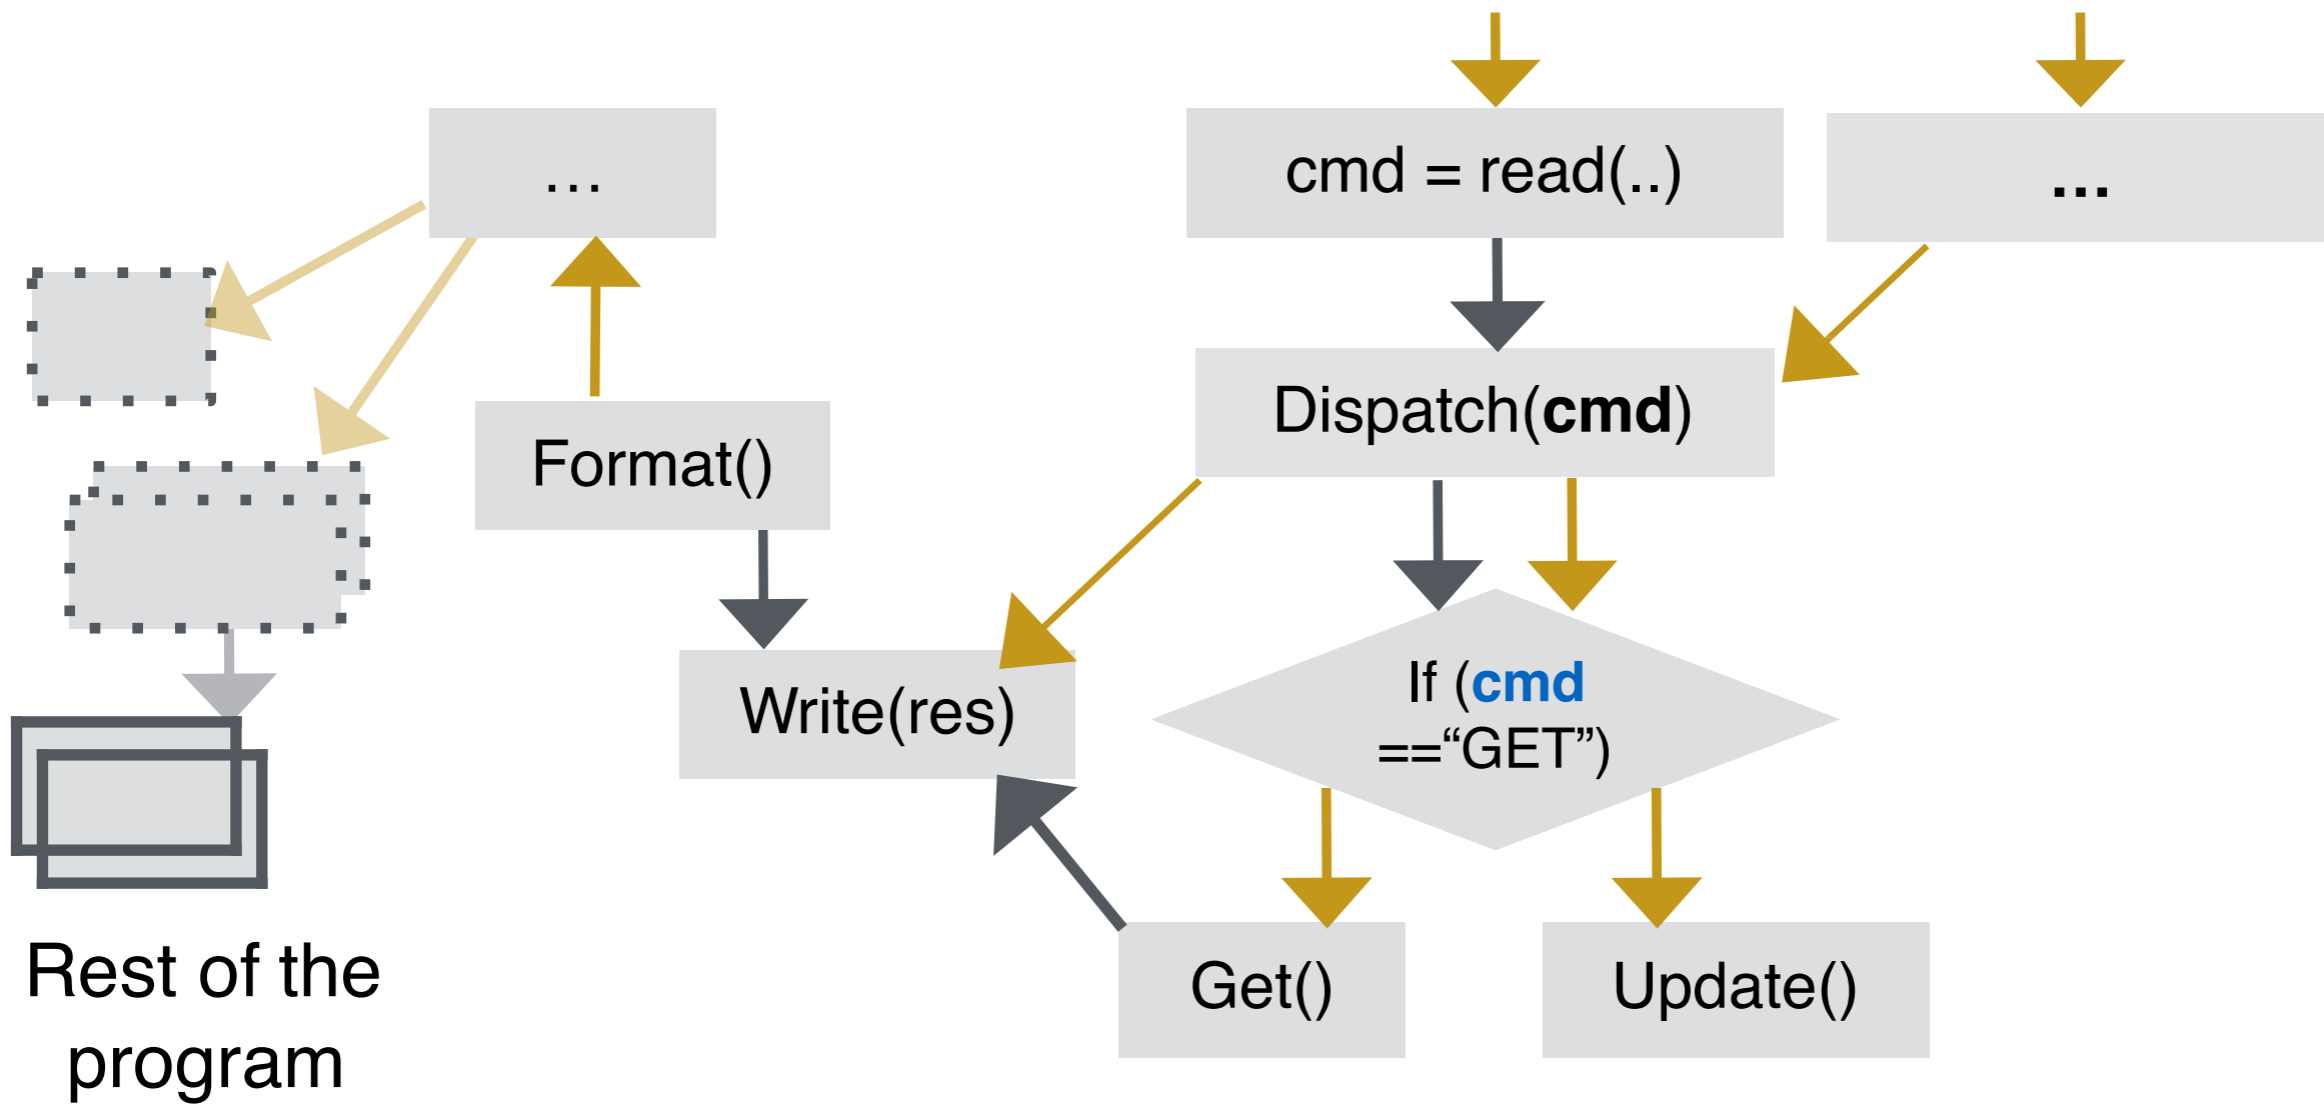 …
cmd = read(..)
...
Dispatch(cmd)
Format()
If (cmd
==“GET”)
Write(res)
Get()
Update()
Rest of the
program